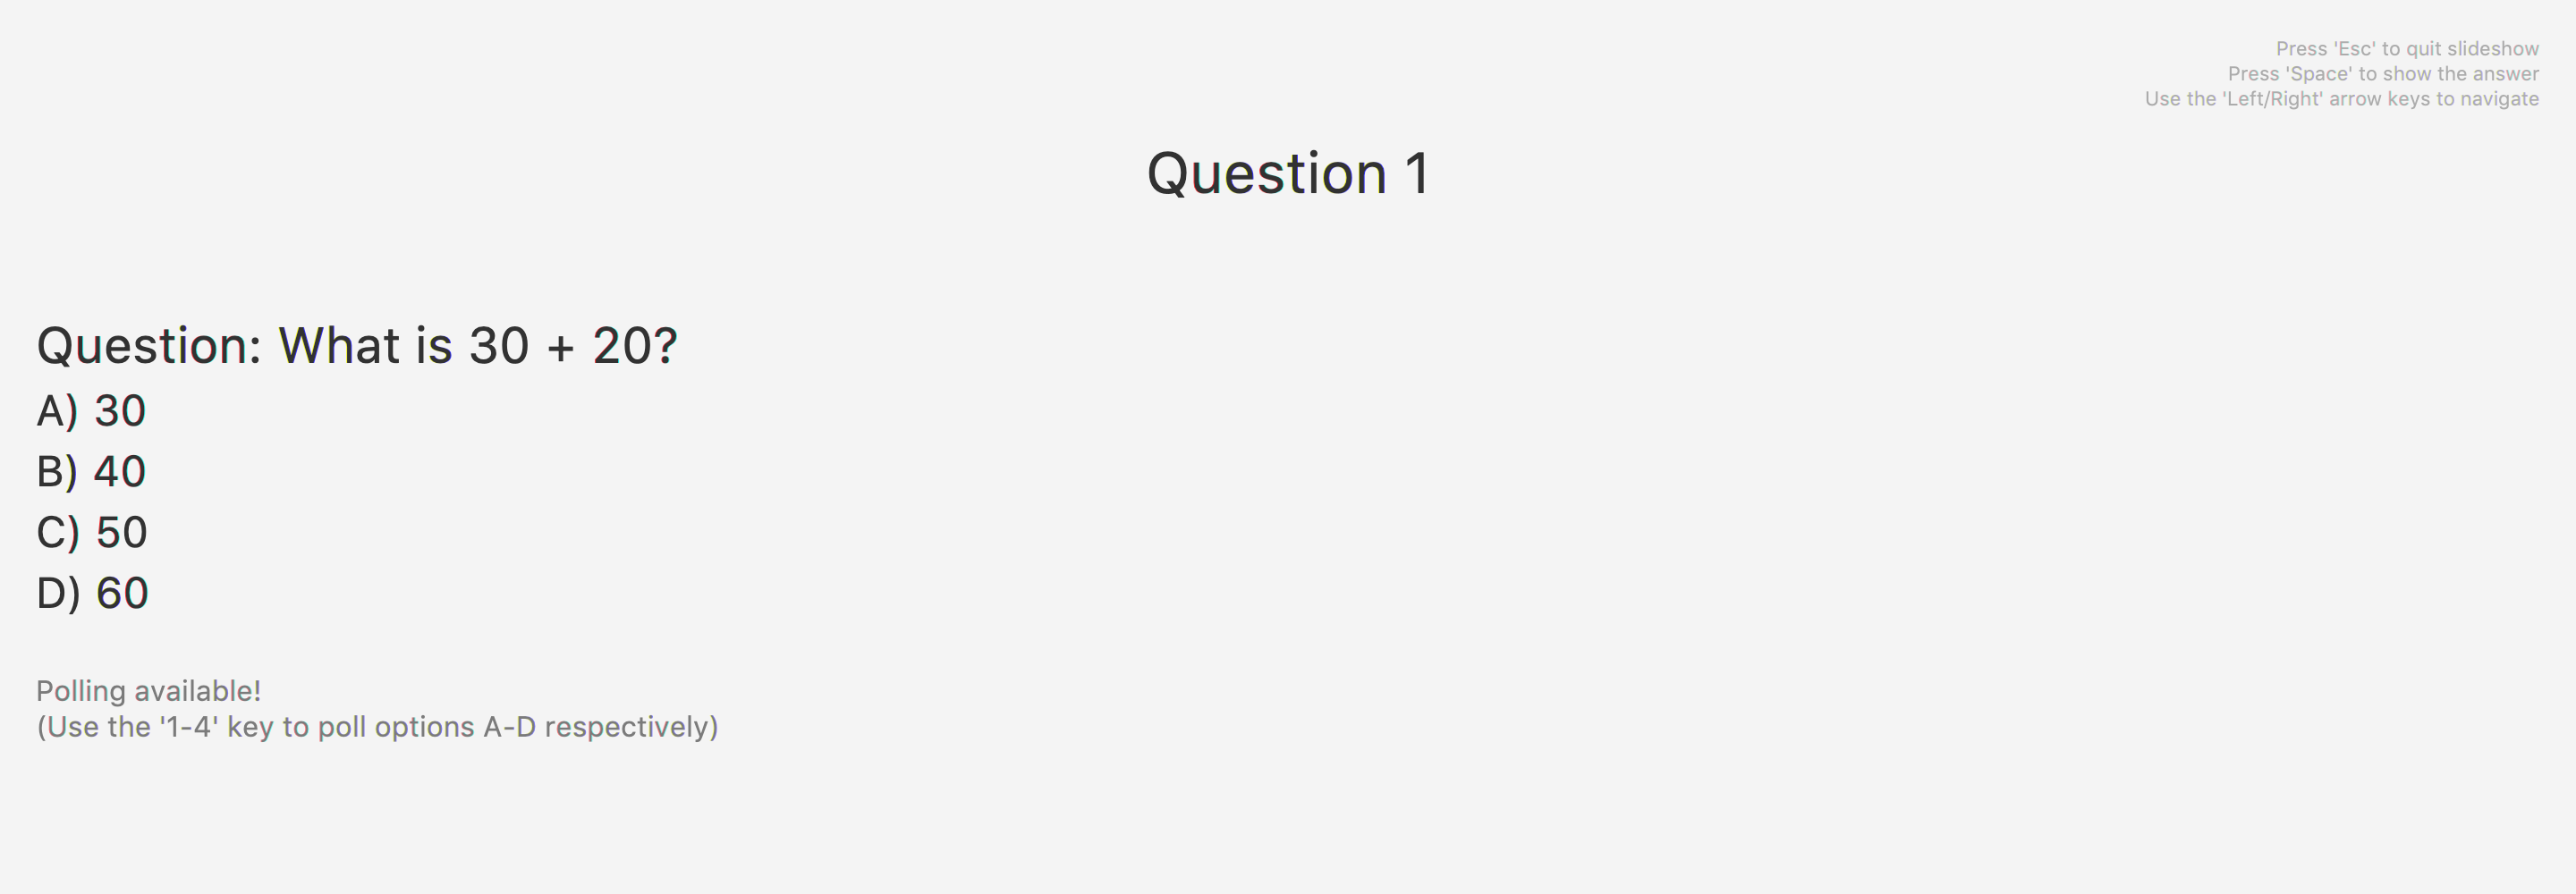 Press 'Esc' to quit slideshow
Press 'Space' to show the answer
Use the 'Left/Right' arrow keys to navigate
Question 1
Question: What is 30 + 20?
A) 30
B) 40
C) 50
D) 60
Polling available!
(Use the '1-4' key to poll options A-D respectively)